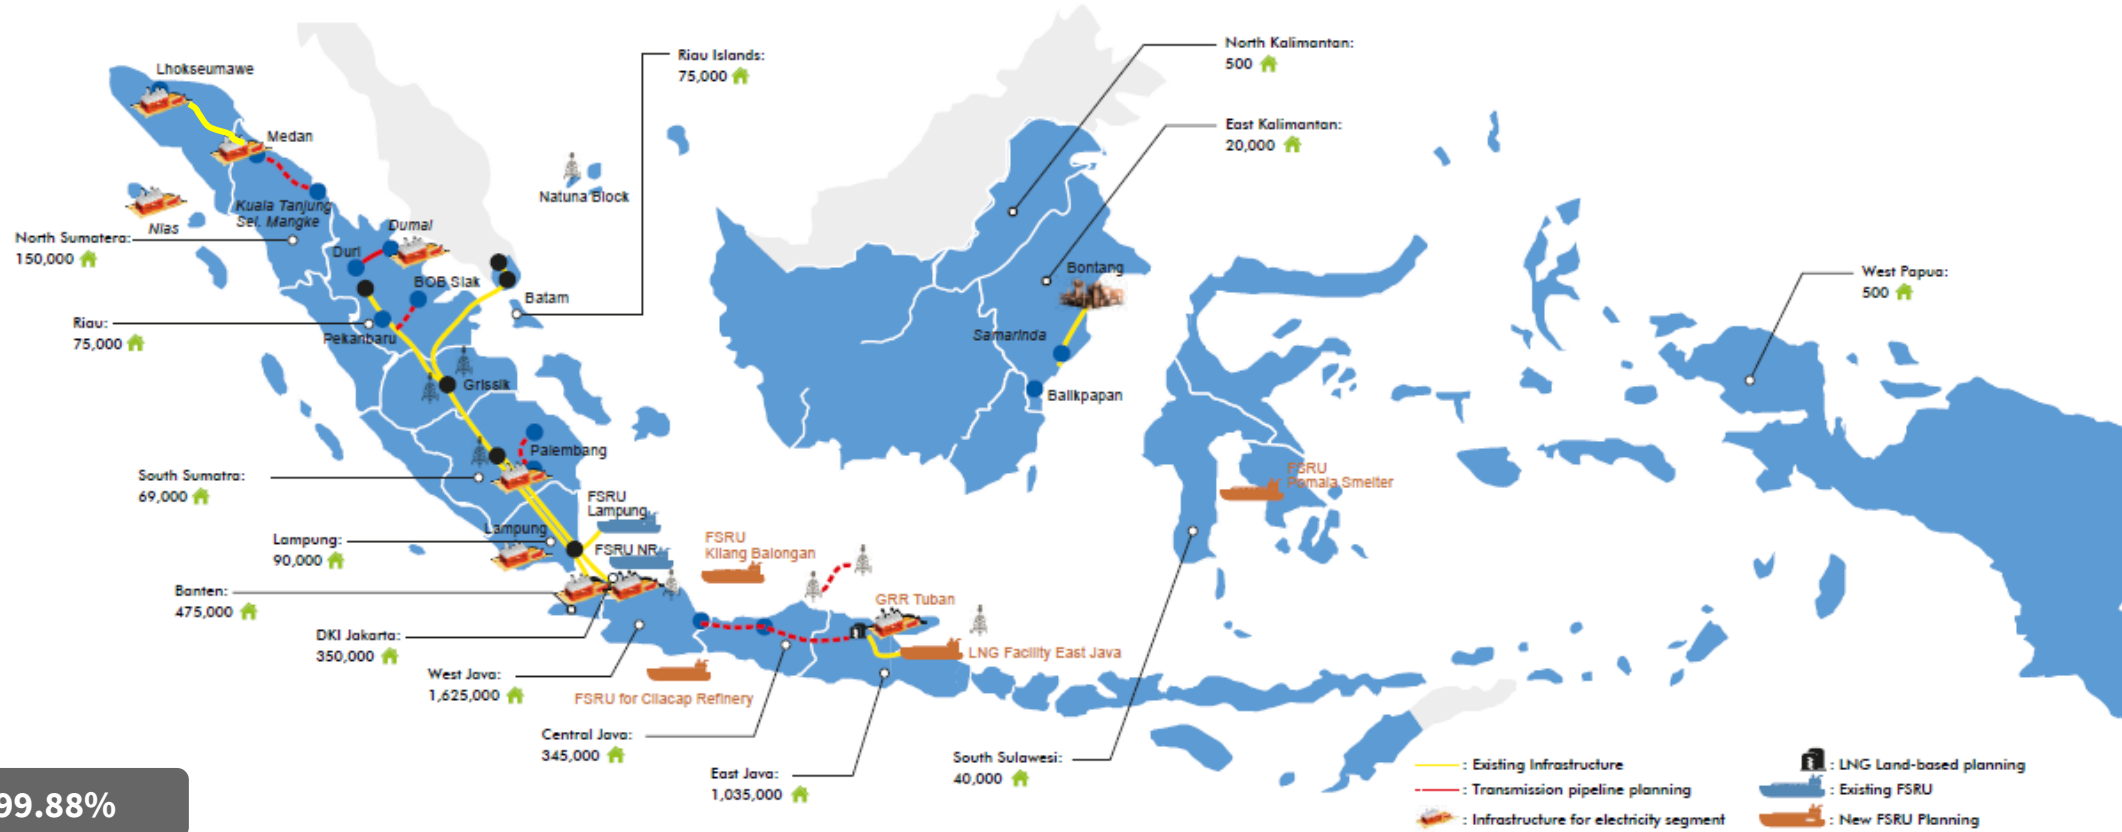 Lhokseumawe
Medan
Kuala Tanjung
Sei. Mangke
Nias
North Sumatera:
150,000
Dumai
Duri
BOB Siak
Batam
Riau:
75,000
Pekanbaru
Grissik
Riau Islands:
75,000
Natuna Block
North Kalimantan:
500
East Kalimantan:
20,000
Bontang
Samarinda
Balikpapan
West Papua:
500
Palembang
South Sumatra:
69,000
FSRU
Lampung
Lampung
Lampung:
90,000
FSRU NR
FSRU
Kilang Balongan
Banten:
475,000
DKI Jakarta:
350,000
West Java:
1,625,000
FSRU for Cilacap Refinery
Central Java:
345,000
East Java:
1,035,000
GRR Tuban
LNG Facility East Java
FSRU
Pomala Smelter
South Sulawesi:
40,000
: Existing Infrastructure
: Transmission pipeline planning
: Infrastructure for electricity segment
: LNG Land-based planning
: Existing FSRU
: New FSRU Planning
99.88%